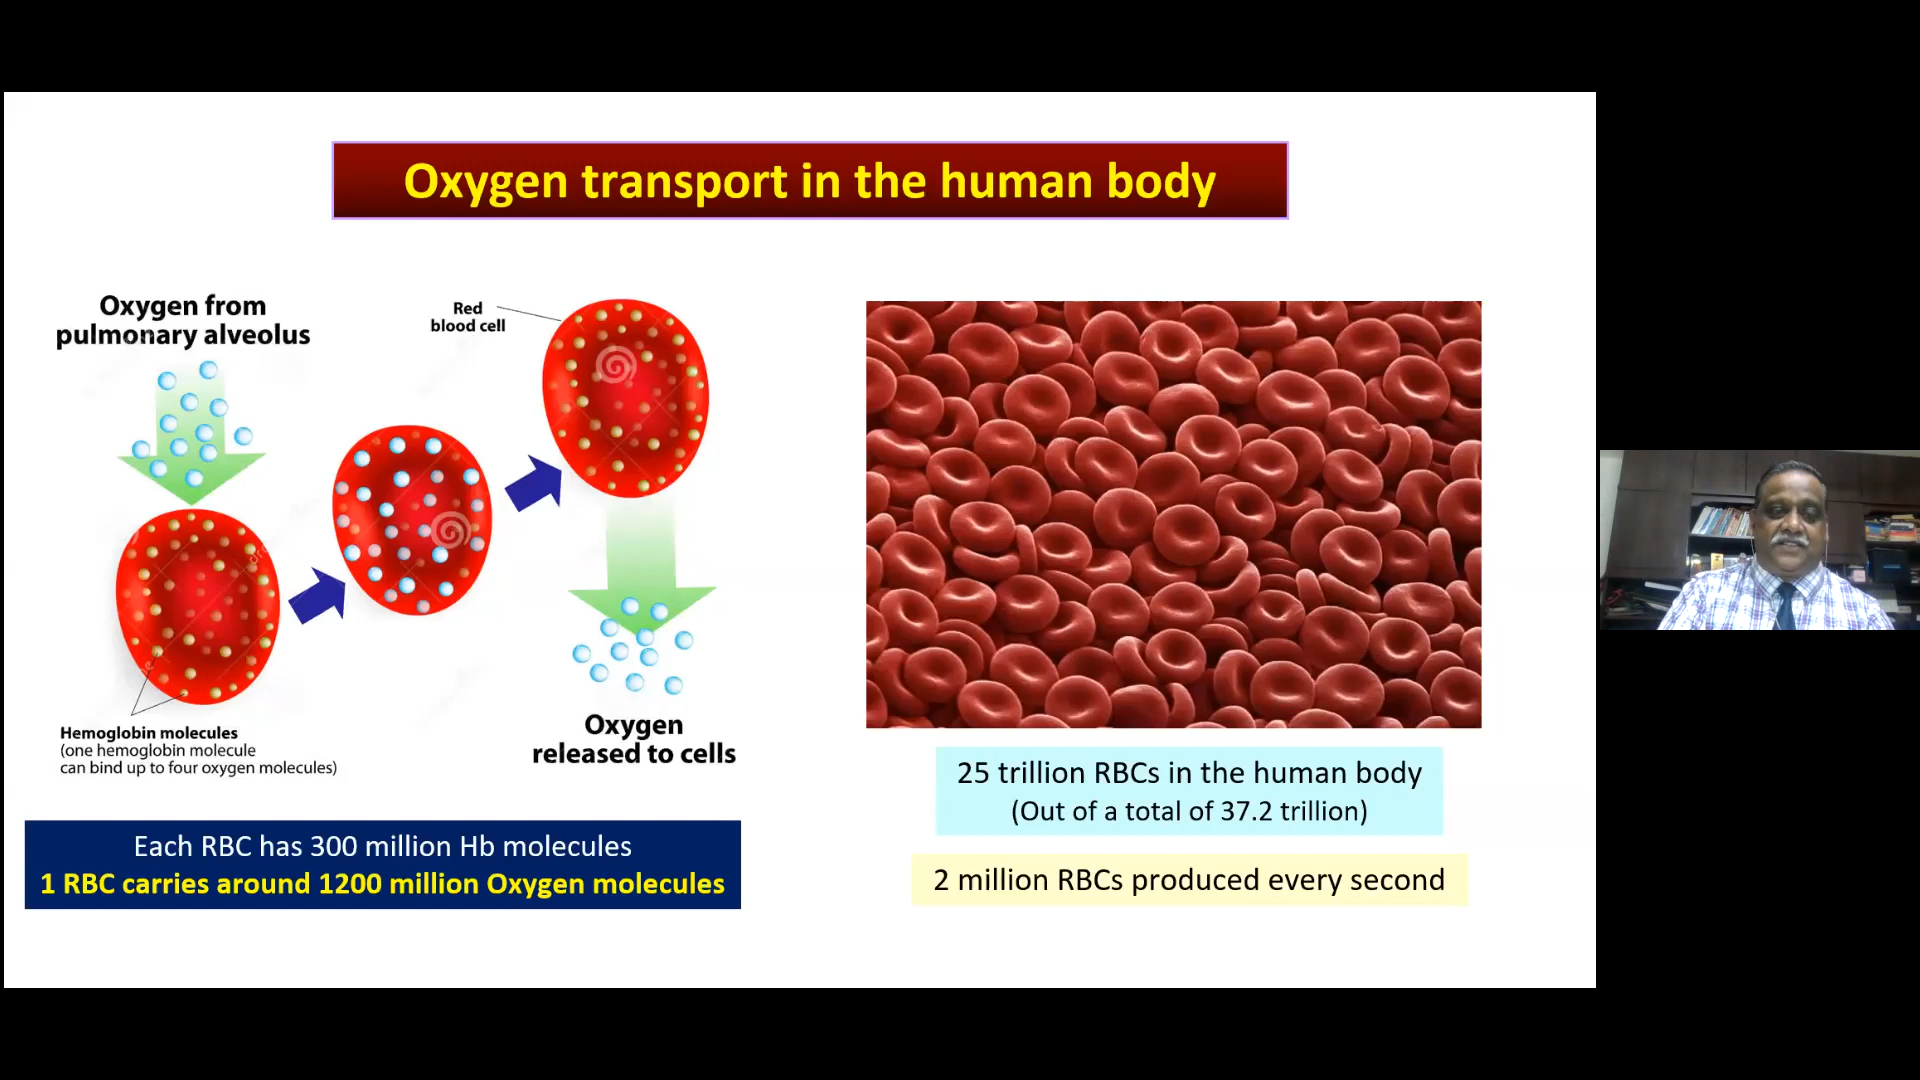 Oxygen transport in the human body
Oxygen from
pulmonary alveolus
Red
blood cell
Hemoglobin molecules
(one hemoglobin molecule
can bind up to four oxygen molecules)
Oxygen
released to cells
Each RBC has 300 million Hb molecules
1 RBC carries around 1200 million Oxygen molecules
25 trillion RBCs in the human body
(Out of a total of 37.2 trillion)
2 million RBCs produced every second